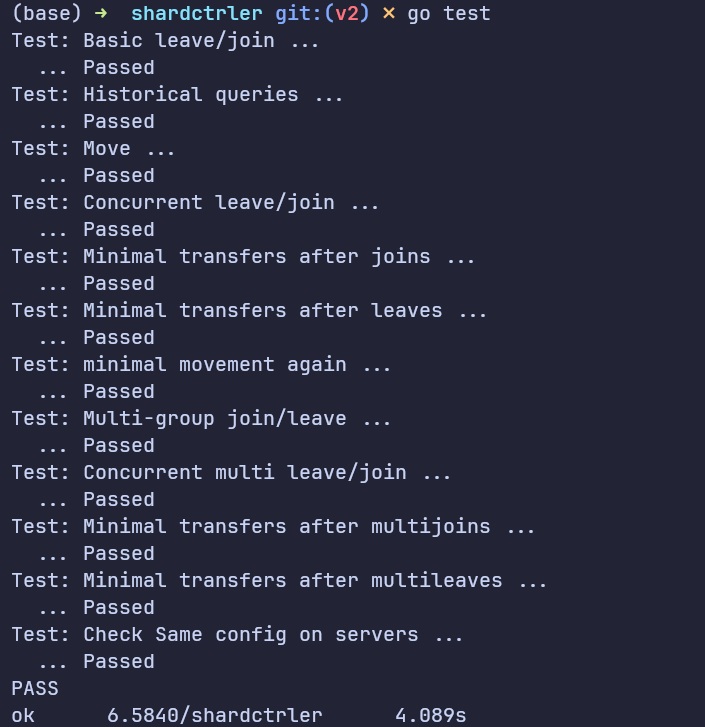 (base) → shardctrler git:(v2) ✗ go test
Test: Basic leave/join ...
  ... Passed
Test: Historical queries ...
  ... Passed
Test: Move ...
  ... Passed
Test: Concurrent leave/join ...
  ... Passed
Test: Minimal transfers after joins ...
  ... Passed
Test: Minimal transfers after leaves ...
  ... Passed
Test: minimal movement again ...
  ... Passed
Test: Multi-group join/leave ...
  ... Passed
Test: Concurrent multi leave/join ...
  ... Passed
Test: Minimal transfers after multijoins ...
  ... Passed
Test: Minimal transfers after multileaves ...
  ... Passed
Test: Check Same config on servers ...
  ... Passed
PASS
ok      6.5840/shardctrler      4.089s